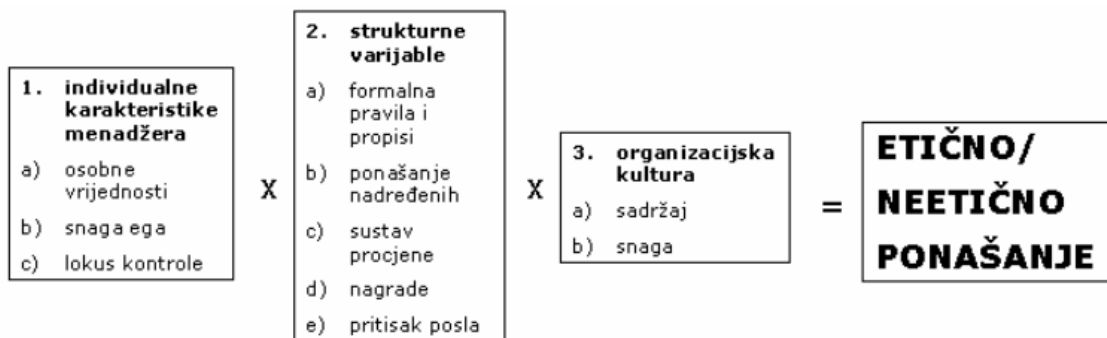 1. individualne
karakteristike
menadžera
a) osobne
vrijednosti
b) snaga ega
c) lokus kontrole
X
2. strukturne
varijable
a) formalna
pravila i
propisi
b) ponašanje
nadređenih
c) sustav
procjene
d) nagrade
e) pritisak posla
X
3. organizacijska
kultura
a) sadržaj
b) snaga
=
ETIČNO/
NEETIČNO
PONAŠANJE